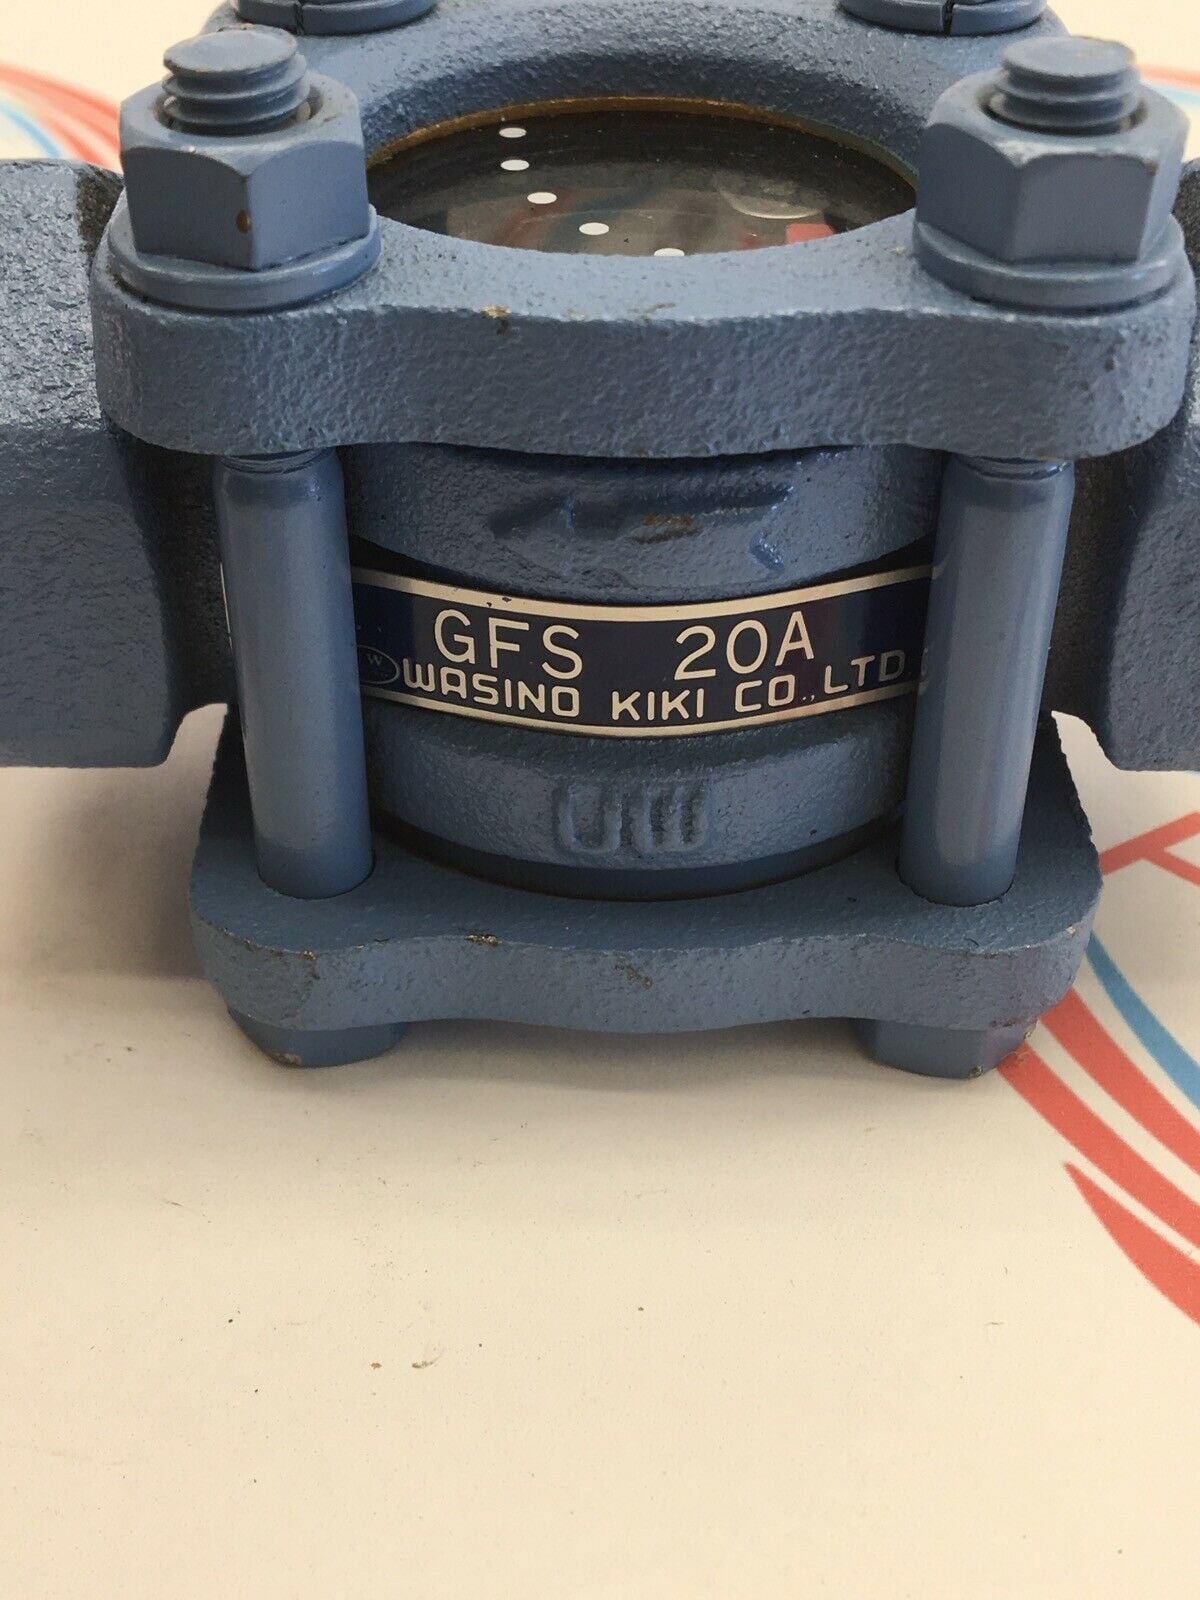 GFS 20A
W WASINO KIKI CO., LTD.